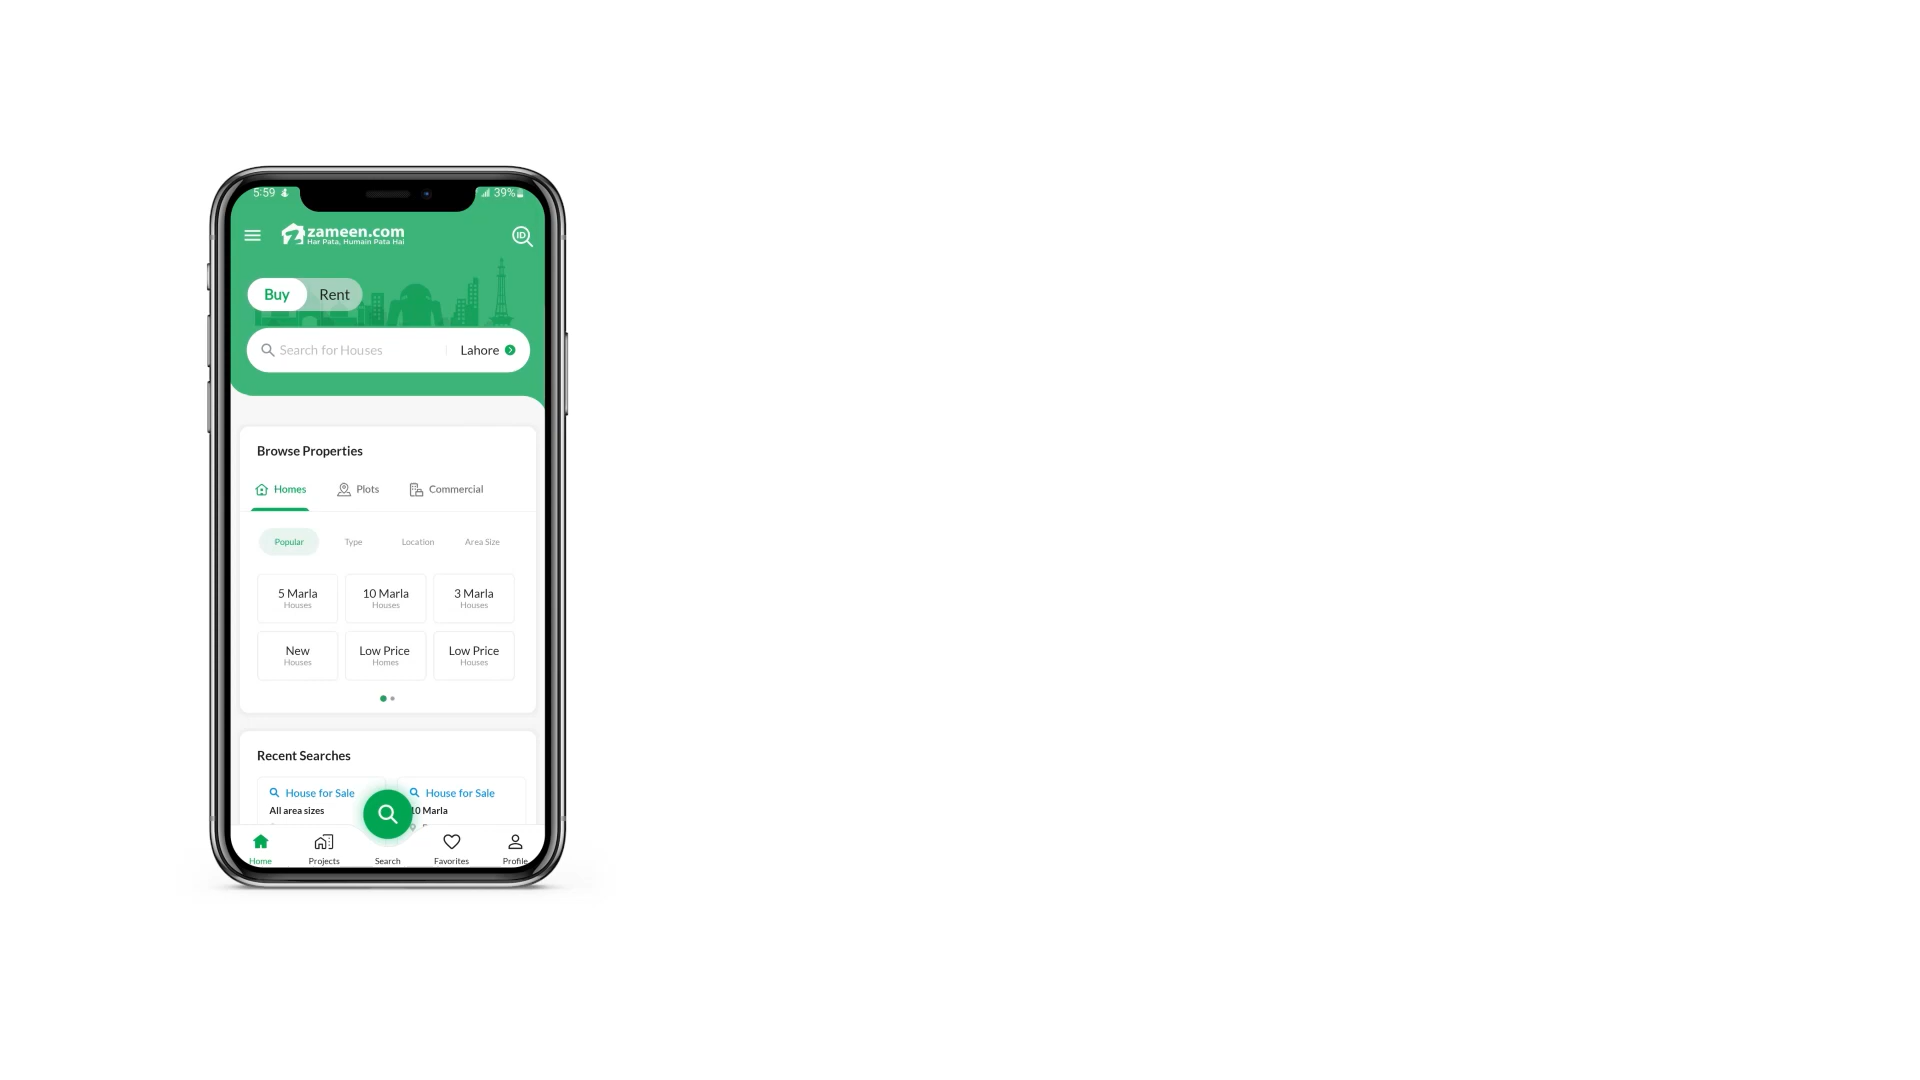 5:59 39%
zameen.com
Har Pata, Humain Pata Hai
ID
Buy Rent
Search for Houses Lahore
Browse Properties
Homes Plots Commercial
Popular Type Location Area Size
5 Marla 10 Marla 3 Marla
Houses Houses Houses
New Low Price Low Price
Houses Homes Houses
Recent Searches
House for Sale House for Sale
All area sizes 10 Marla
Home Projects Search Favorites Profile